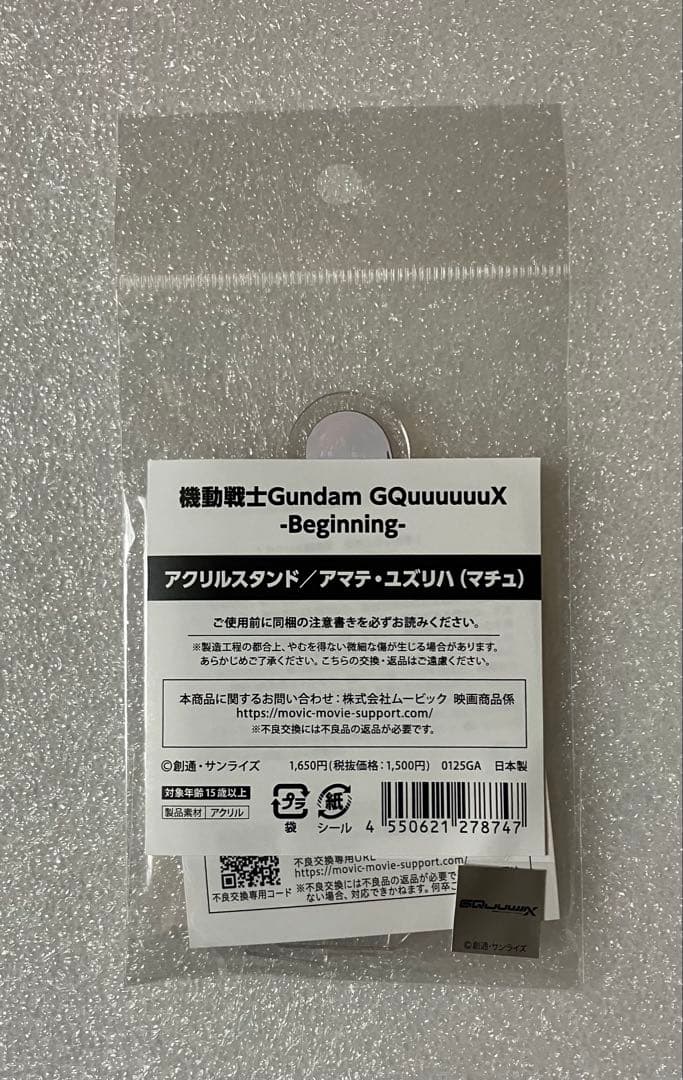 機動戦士Gundam GQuuuuuuX
-Beginning-
アクリルスタンド／アマテ・ユズリハ（マチュ）
ご使用前に同梱の注意書きを必ずお読みください。
※製造工程の都合上、やむを得ない微細な傷が生じる場合があります。
あらかじめご了承ください。こちらの交換・返品はご遠慮ください。
本商品に関するお問い合わせ：株式会社ムービック 映画商品係
https://movic-movie-support.com/
※不良交換には不良品の返品が必要です。
©創通・サンライズ 1,650円（税抜価格：1,500円） 0125GA 日本製
対象年齢15歳以上
製品素材 アクリル
プラ
袋
紙
シール
4 550621 278747
不良交換専用URL
https://movic-movie-support.com/
※不良交換には不良品の返品が必要で
ない場合、対応できかねます。何卒こ
不良交換専用コード
GQuuuuuuX
©創通・サンライズ